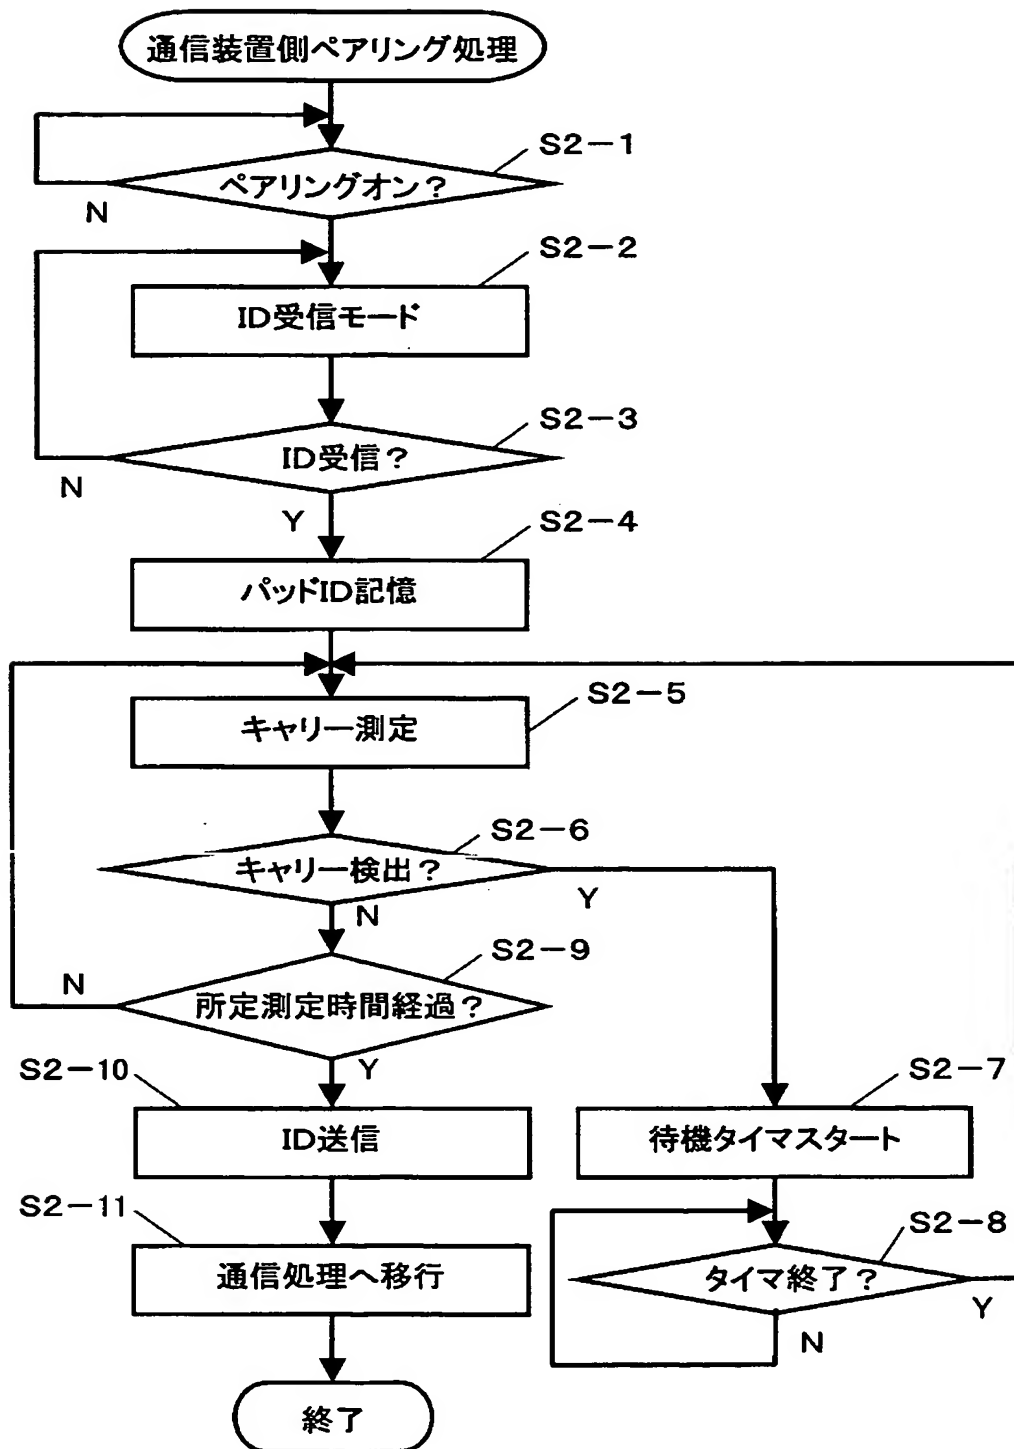 通信装置側ペアリング処理
S2-1
ペアリングオン?
N
S2-2
ID受信モード
S2-3
ID受信?
N
Y
S2-4
パッドID記憶
S2-5
キャリー測定
S2-6
キャリー検出?
Y
N
S2-9
N
所定測定時間経過?
Y
S2-10
S2-7
ID送信
待機タイマスタート
S2-11
S2-8
通信処理へ移行
タイマ終了?
Y
N
終了